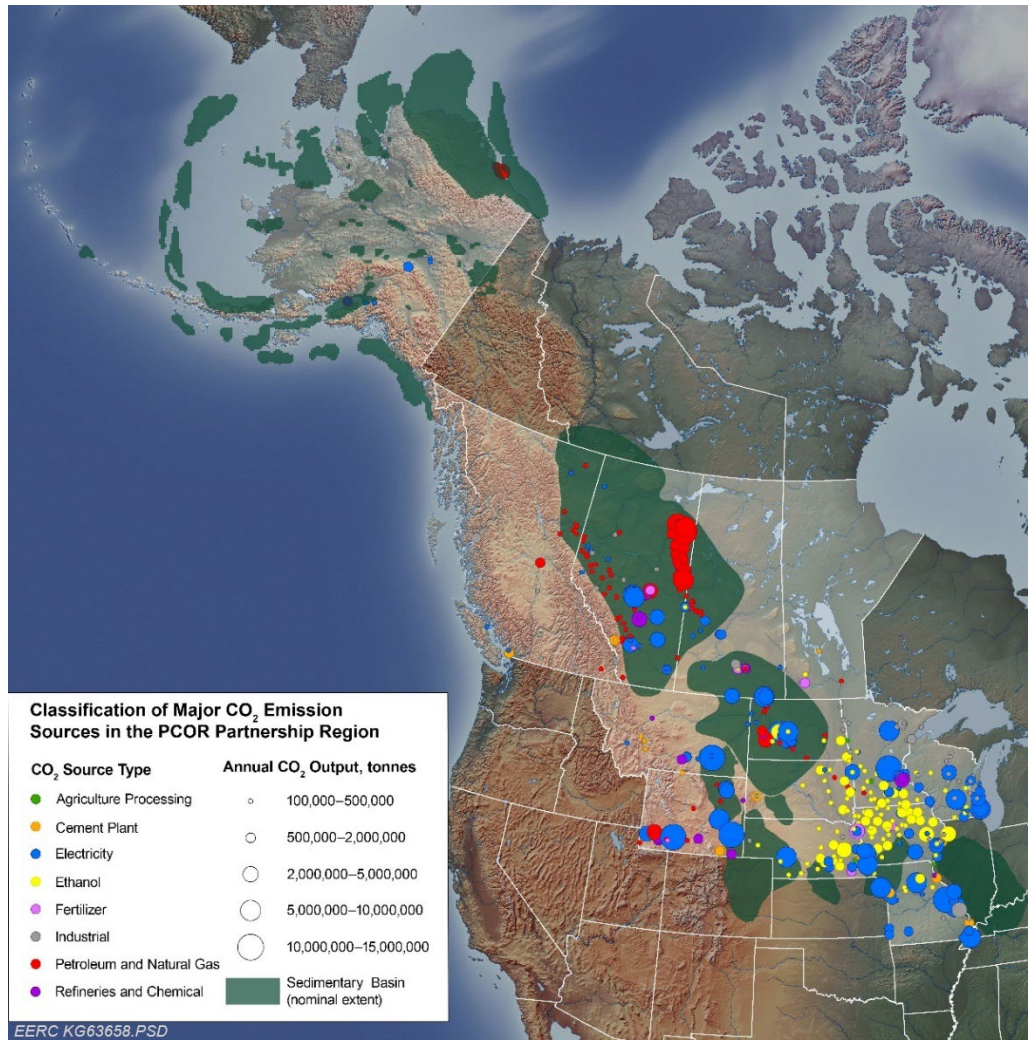 Classification of Major CO₂ Emission
Sources in the PCOR Partnership Region
CO₂ Source Type
Agriculture Processing
Cement Plant
Electricity
Ethanol
Fertilizer
Industrial
Petroleum and Natural Gas
Refineries and Chemical
Annual CO₂ Output, tonnes
100,000–500,000
500,000–2,000,000
2,000,000–5,000,000
5,000,000–10,000,000
10,000,000–15,000,000
Sedimentary Basin
(nominal extent)
EERC KG63658.PSD